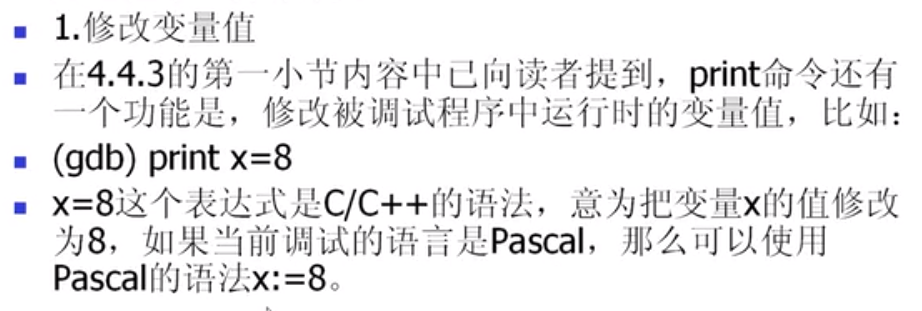 1.修改变量值
在4.4.3的第一小节内容中已向读者提到，print命令还有
一个功能是，修改被调试程序中运行时的变量值，比如：
(gdb) print x=8
x=8这个表达式是C/C++的语法，意为把变量x的值修改
为8，如果当前调试的语言是Pascal，那么可以使用
Pascal的语法x:=8。